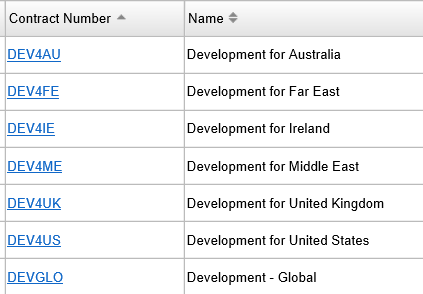 Contract Number Name
DEV4AU Development for Australia
DEV4FE Development for Far East
DEV4IE Development for Ireland
DEV4ME Development for Middle East
DEV4UK Development for United Kingdom
DEV4US Development for United States
DEVGLO Development - Global